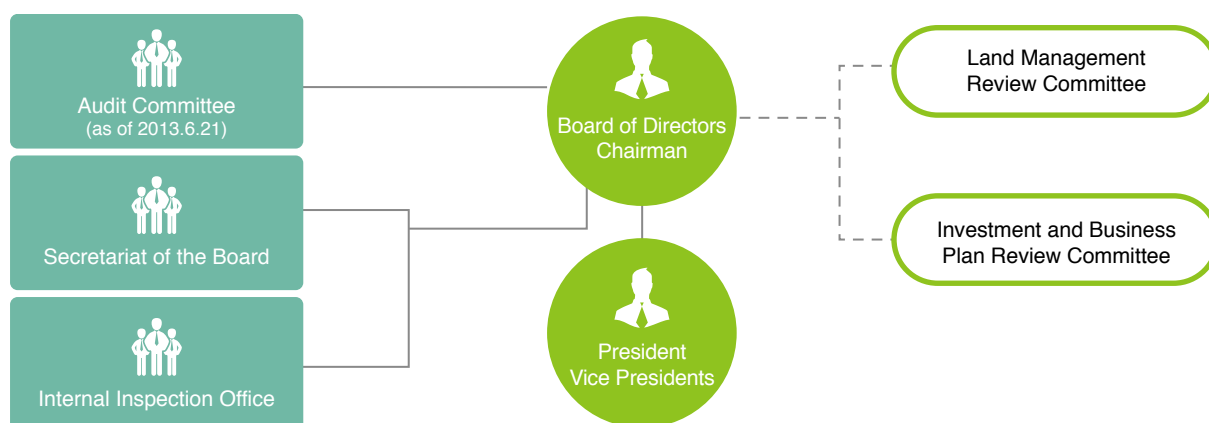 Audit Committee
(as of 2013.6.21)
Secretariat of the Board
Internal Inspection Office
Board of Directors
Chairman
President
Vice Presidents
Land Management
Review Committee
Investment and Business
Plan Review Committee